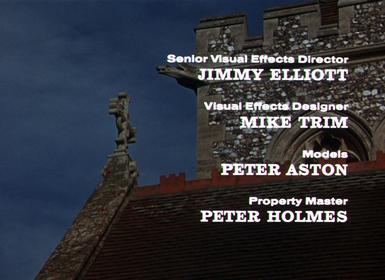 Senior Visual Effects Director
JIMMY ELLIOTT
Visual Effects Designer
MIKE TRIM
Models
PETER ASTON
Property Master
PETER HOLMES